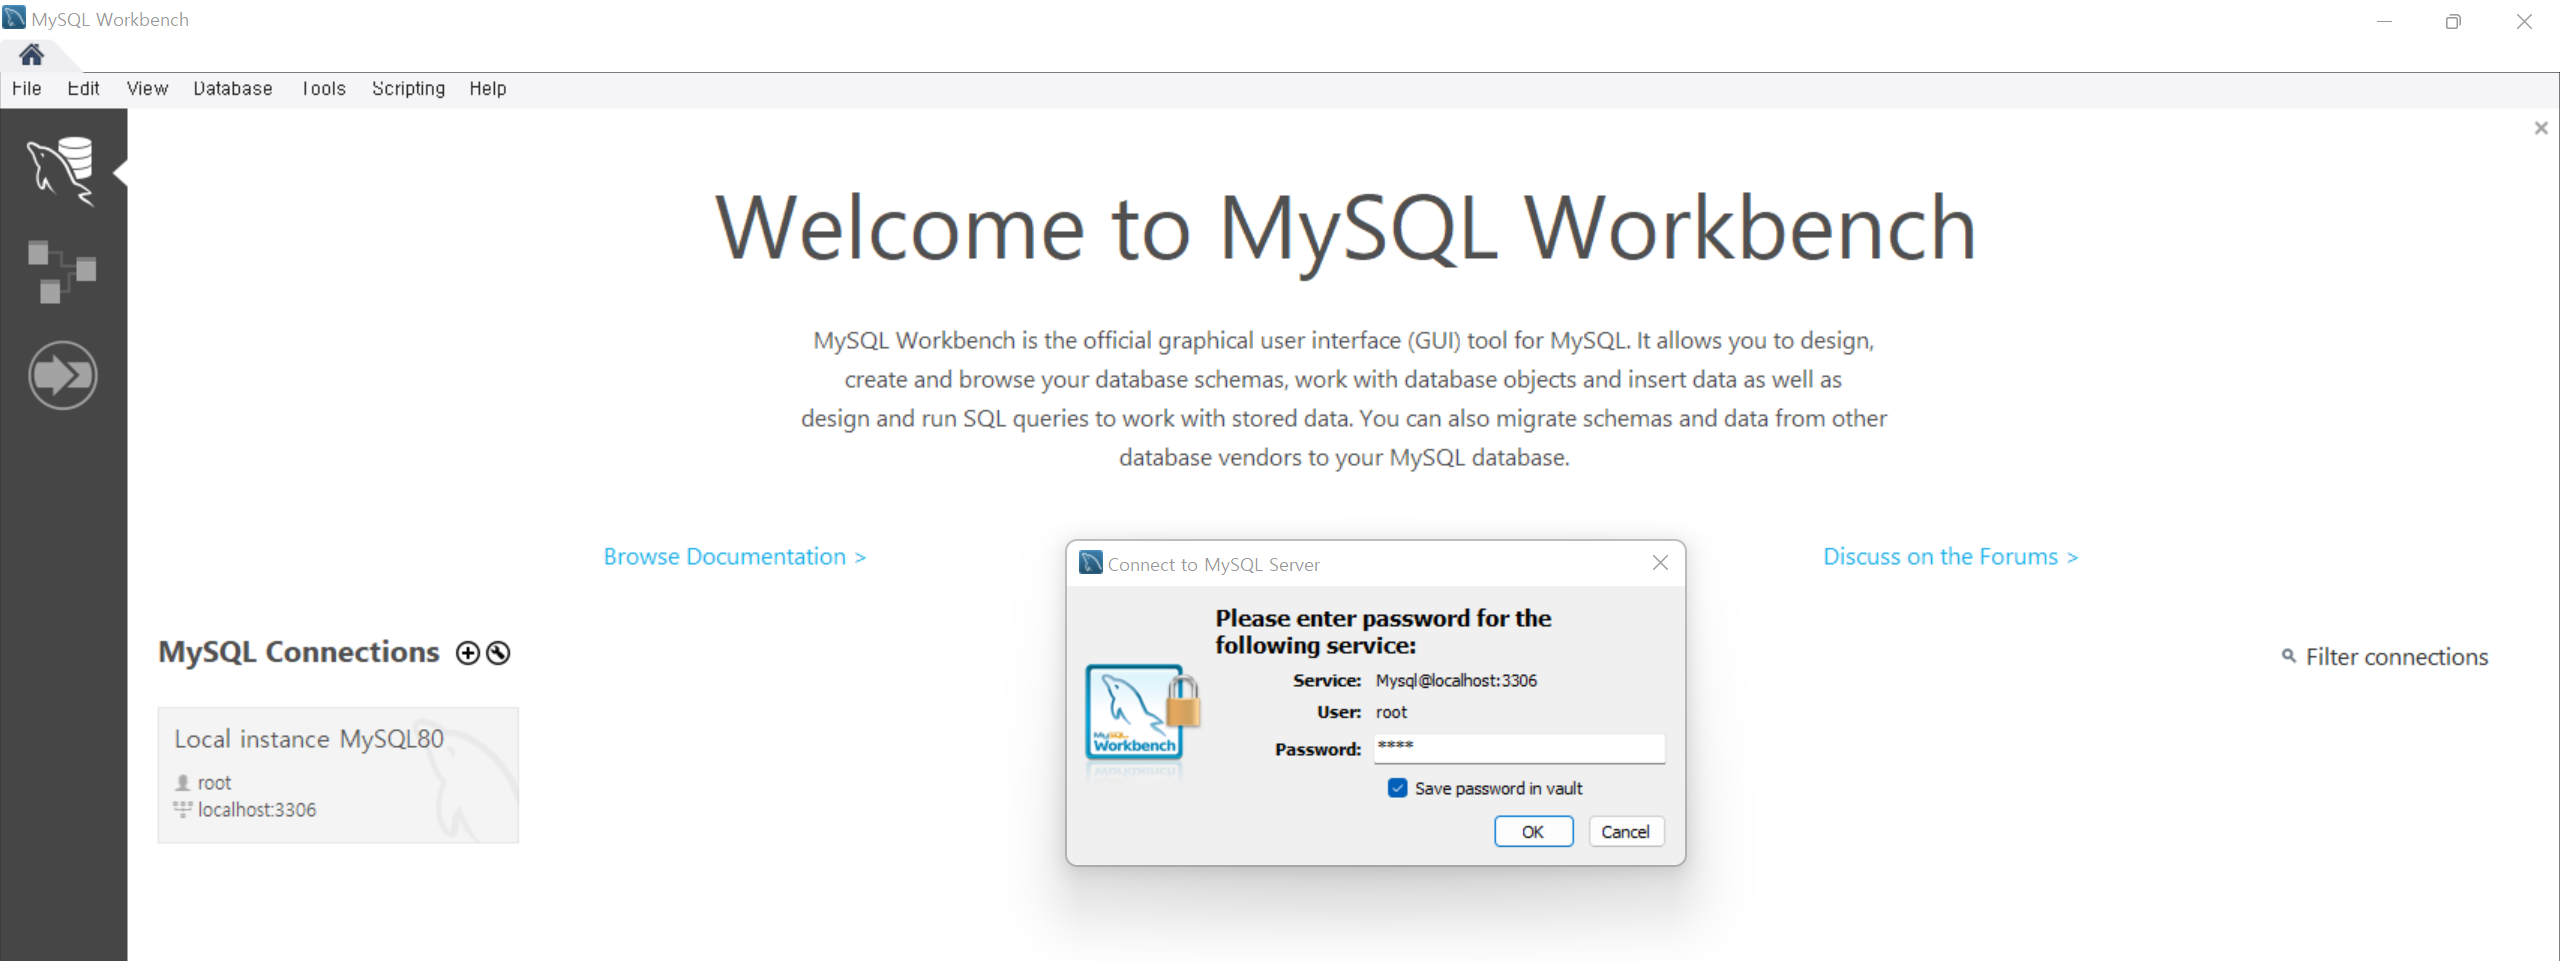 MySQL Workbench
File Edit View Database Tools Scripting Help
Welcome to MySQL Workbench
MySQL Workbench is the official graphical user interface (GUI) tool for MySQL. It allows you to design,
create and browse your database schemas, work with database objects and insert data as well as
design and run SQL queries to work with stored data. You can also migrate schemas and data from other
database vendors to your MySQL database.
Browse Documentation >
Discuss on the Forums >
MySQL Connections
Filter connections
Local instance MySQL80
root
localhost:3306
Connect to MySQL Server
Please enter password for the
following service:
Service: Mysql@localhost:3306
User: root
Password: ****
Save password in vault
OK Cancel
MySQL
Workbench